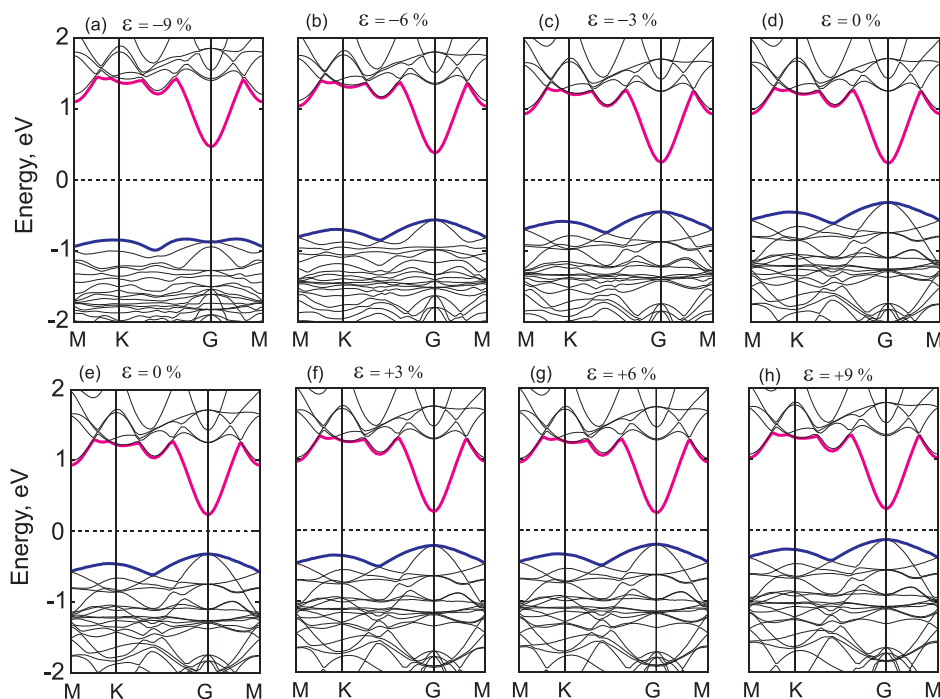 (a) ε = −9 %
(b) ε = −6 %
(c) ε = −3 %
(d) ε = 0 %
Energy, eV
2
1
0
-1
-2
M K G M
M K G M
M K G M
M K G M
(e) ε = 0 %
(f) ε = +3 %
(g) ε = +6 %
(h) ε = +9 %
Energy, eV
2
1
0
-1
-2
M K G M
M K G M
M K G M
M K G M